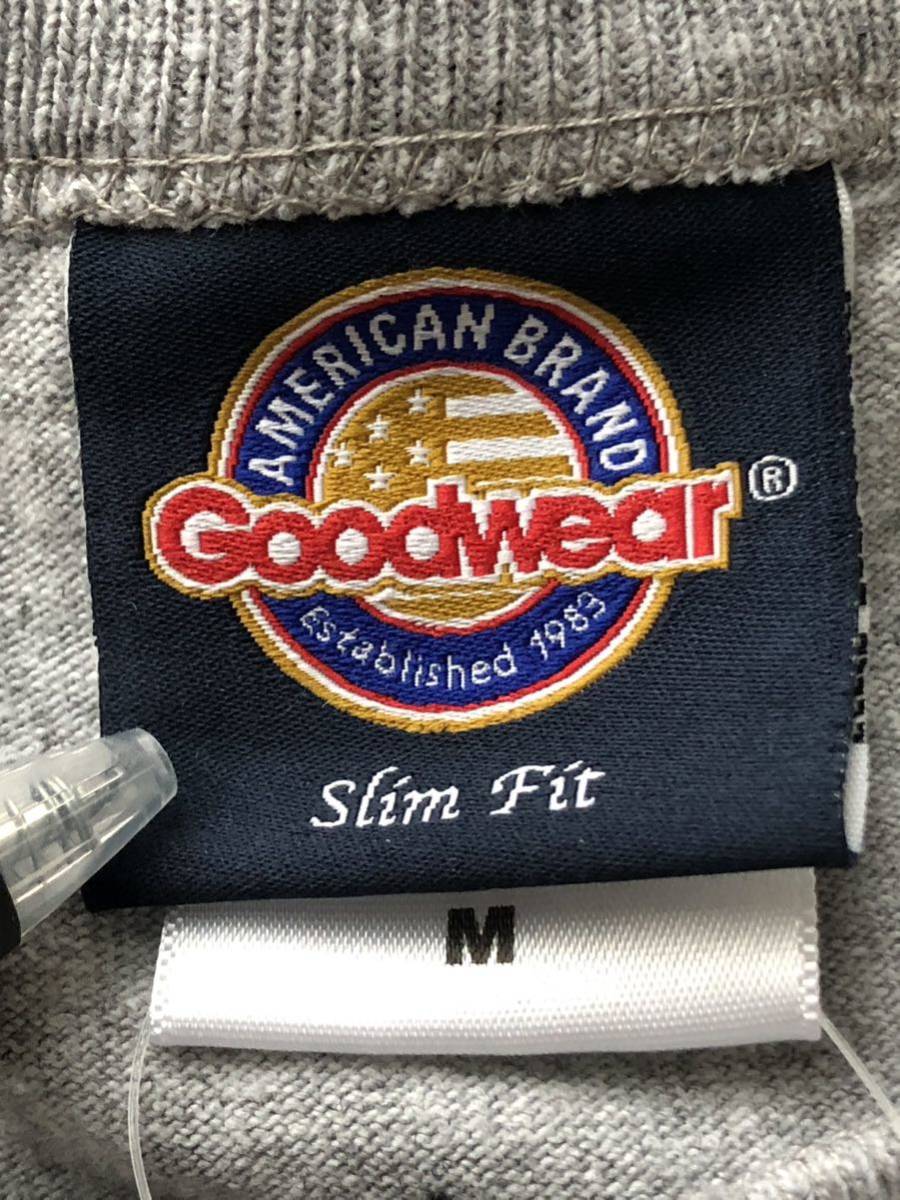 AMERICAN BRAND
Goodwear ®
Established 1983
Slim Fit
M